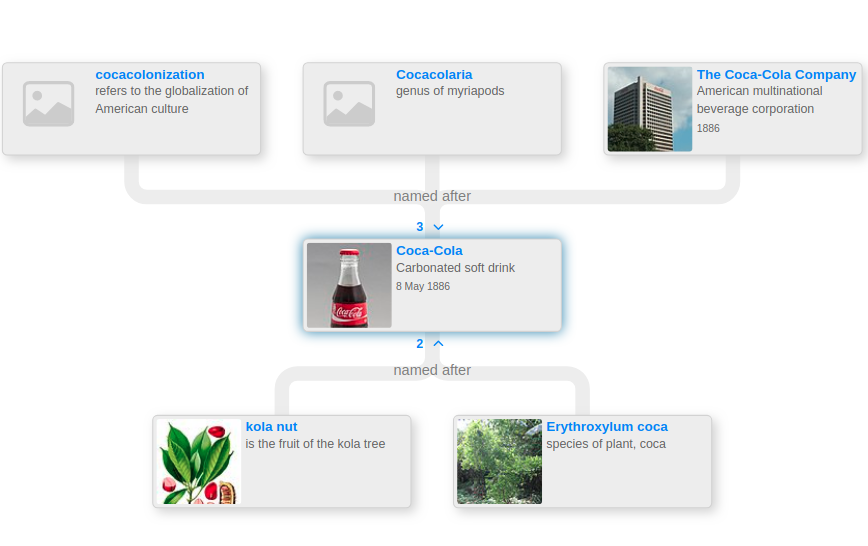 cocacolonization
refers to the globalization of
American culture
Cocacolaria
genus of myriapods
The Coca-Cola Company
American multinational
beverage corporation
1886
named after
3
Coca-Cola
Carbonated soft drink
8 May 1886
Coca-Cola
2
named after
kola nut
is the fruit of the kola tree
Erythroxylum coca
species of plant, coca